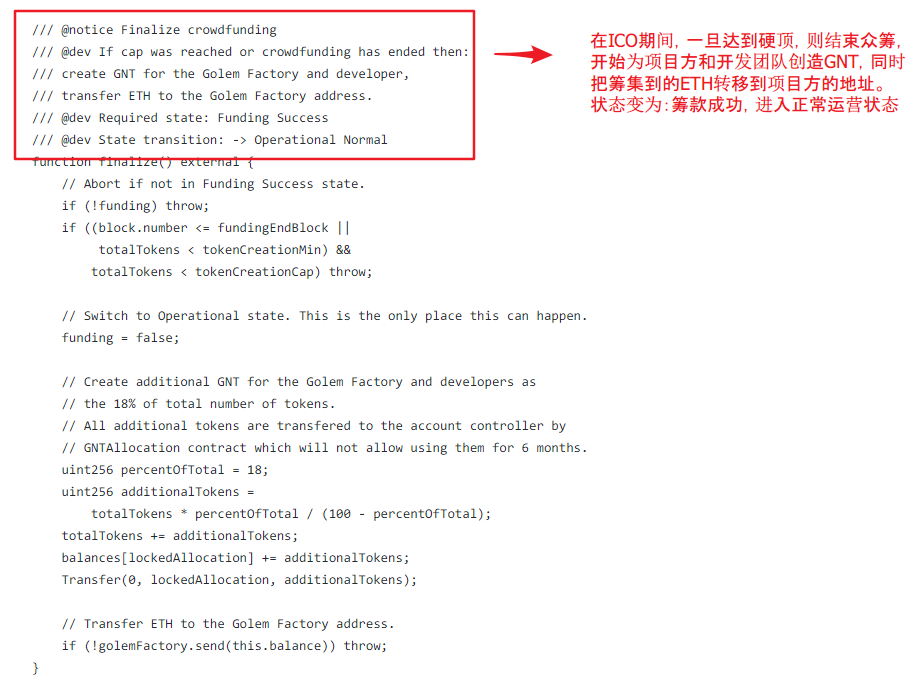 /// @notice Finalize crowdfunding
/// @dev If cap was reached or crowdfunding has ended then:
/// create GNT for the Golem Factory and developer,
/// transfer ETH to the Golem Factory address.
/// @dev Required state: Funding Success
/// @dev State transition: -> Operational Normal
function finalize() external {
// Abort if not in Funding Success state.
if (!funding) throw;
if ((block.number <= fundingEndBlock ||
totalTokens < tokenCreationMin) &&
totalTokens < tokenCreationCap) throw;
// Switch to Operational state. This is the only place this can happen.
funding = false;
// Create additional GNT for the Golem Factory and developers as
// the 18% of total number of tokens.
// All additional tokens are transfered to the account controller by
// GNTAllocation contract which will not allow using them for 6 months.
uint256 percentOfTotal = 18;
uint256 additionalTokens =
totalTokens * percentOfTotal / (100 - percentOfTotal);
totalTokens += additionalTokens;
balances[lockedAllocation] += additionalTokens;
Transfer(0, lockedAllocation, additionalTokens);
// Transfer ETH to the Golem Factory address.
if (!golemFactory.send(this.balance)) throw;
}
在ICO期间, 一旦达到硬顶, 则结束众筹,
开始为项目方和开发团队创造GNT, 同时
把筹集到的ETH转移到项目方的地址。
状态变为: 筹款成功, 进入正常运营状态